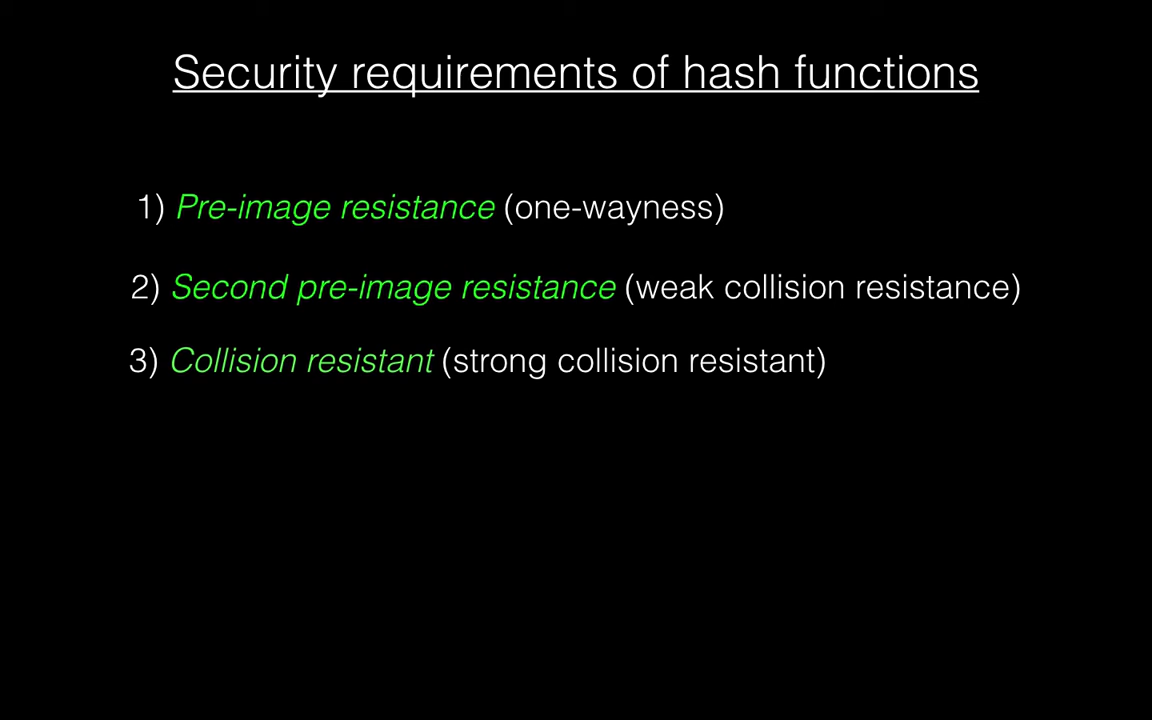 Security requirements of hash functions
1) Pre-image resistance (one-wayness)
2) Second pre-image resistance (weak collision resistance)
3) Collision resistant (strong collision resistant)